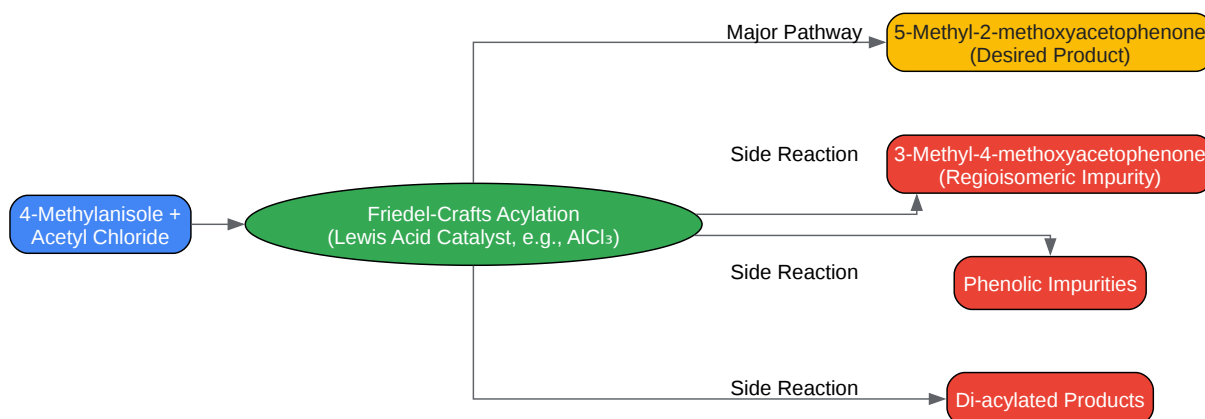 Major Pathway
5-Methyl-2-methoxyacetophenone
(Desired Product)
Side Reaction
3-Methyl-4-methoxyacetophenone
(Regioisomeric Impurity)
4-Methylanisole +
Acetyl Chloride
Friedel-Crafts Acylation
(Lewis Acid Catalyst, e.g., AlCl₃)
Side Reaction
Phenolic Impurities
Side Reaction
Di-acylated Products